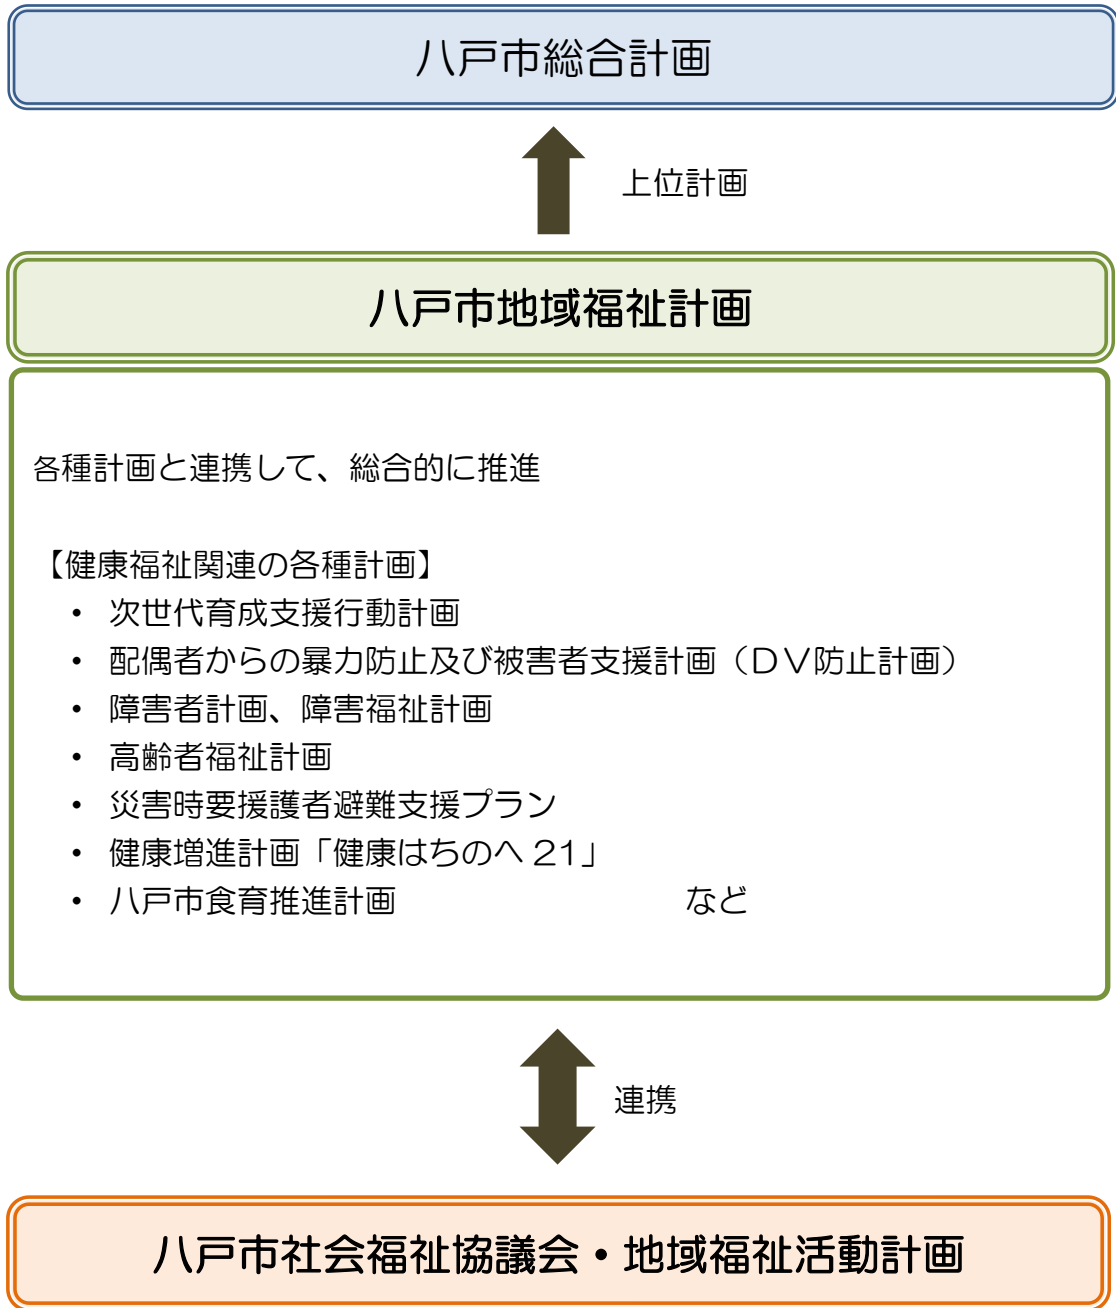 八戸市総合計画
上位計画
八戸市地域福祉計画
各種計画と連携して、総合的に推進
【健康福祉関連の各種計画】
・ 次世代育成支援行動計画
・ 配偶者からの暴力防止及び被害者支援計画（ＤＶ防止計画）
・ 障害者計画、障害福祉計画
・ 高齢者福祉計画
・ 災害時要援護者避難支援プラン
・ 健康増進計画「健康はちのへ 21」
・ 八戸市食育推進計画 など
連携
八戸市社会福祉協議会・地域福祉活動計画